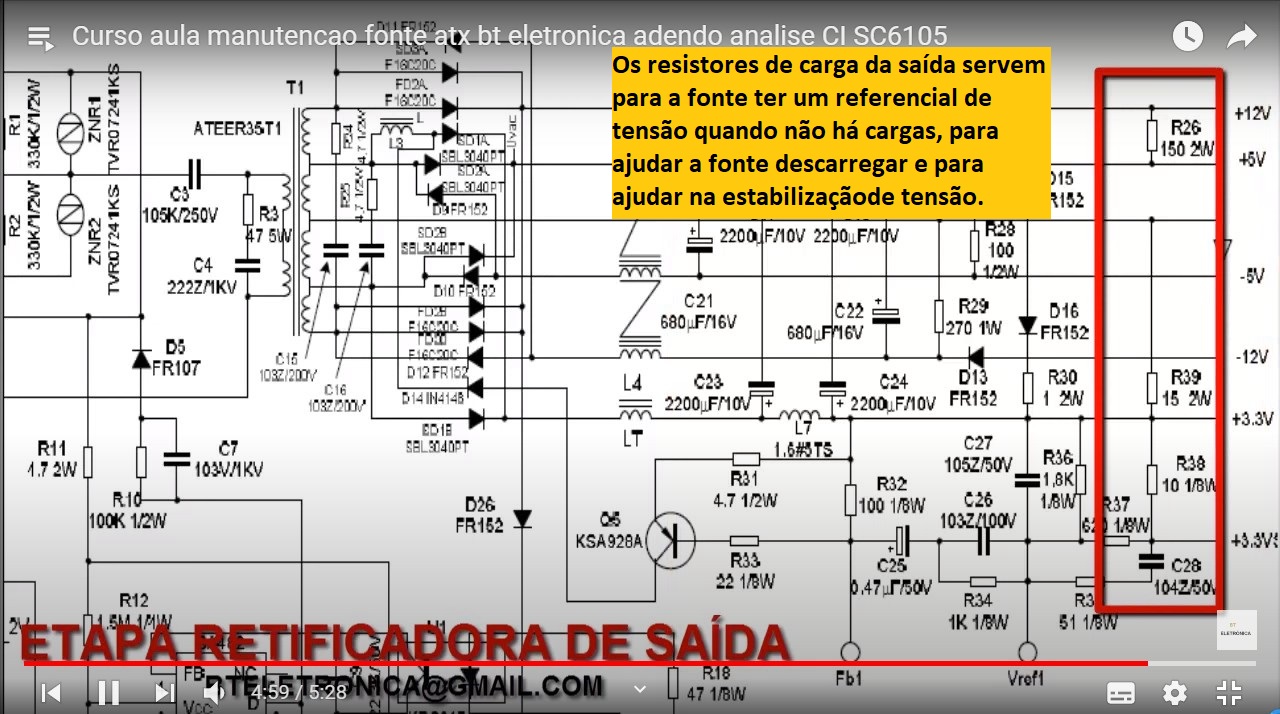 Curso aula manutencao fonte atx bt eletronica adendo analise CI SC6105
Os resistores de carga da saída servem
para a fonte ter um referencial de
tensão quando não há cargas, para
ajudar a fonte descarregar e para
ajudar na estabilizaçãode tensão.
D11 FR152
SD3A
F16C20C
FD2A
F16C20C
T1
ATEER35T1
R1
330K/1/2W
ZNR1
TVR07241KS
R2
330K/1/2W
ZNR2
TVR07241KS
C3
105K/250V
R3
47 5W
C4
222Z/1KV
R34
4.7 1/2W
R25
4.7 1/2W
L
L3
SD1A
SBL3040PT
SD2A
SBL3040PT
D9 FR152
SD2B
SBL3040PT
D10 FR152
FD2B
F16C20C
F16C20C
D12 FR152
D14 IN4148
SD1B
SBL3040PT
Uvac
C15
103Z/200V
C16
103Z/200V
D5
FR107
R11
4.7 2W
R10
100K 1/2W
C7
103V/1KV
R12
1.5M 1/1W
D26
FR152
2200µF/10V
2200µF/10V
C21
680µF/16V
C22
680µF/16V
L4
LT
C23
2200µF/10V
C24
2200µF/10V
L7
1.6#5TS
R28
100
1/2W
R29
270 1W
D15
FR152
D16
FR152
D13
FR152
R30
1 2W
R31
4.7 1/2W
R32
100 1/8W
Q5
KSA928A
R33
22 1/8W
C25
0.47µF/50V
C26
103Z/100V
C27
105Z/50V
R36
1,8K
1/8W
R37
620 1/8W
R34
1K 1/8W
51 1/8W
R26
150 2W
R39
15 2W
R38
10 1/8W
C28
104Z/50V
+12V
+5V
-5V
-12V
+3.3V
+3.3VS
Fb1
Vref1
R18
47 1/8W
2V
FB
NC
Vcc
D
ETAPA RETIFICADORA DE SAÍDA
BTELETRONICA@GMAIL.COM
4:59 / 5:28
BT
ELETRÔNICA